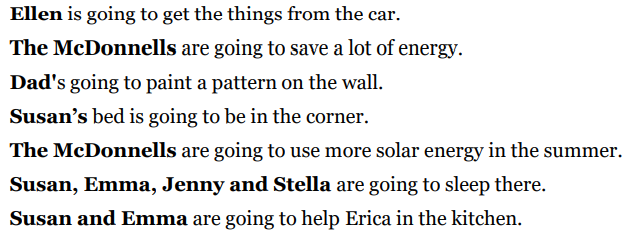 Ellen is going to get the things from the car.
The McDonnells are going to save a lot of energy.
Dad's going to paint a pattern on the wall.
Susan’s bed is going to be in the corner.
The McDonnells are going to use more solar energy in the summer.
Susan, Emma, Jenny and Stella are going to sleep there.
Susan and Emma are going to help Erica in the kitchen.